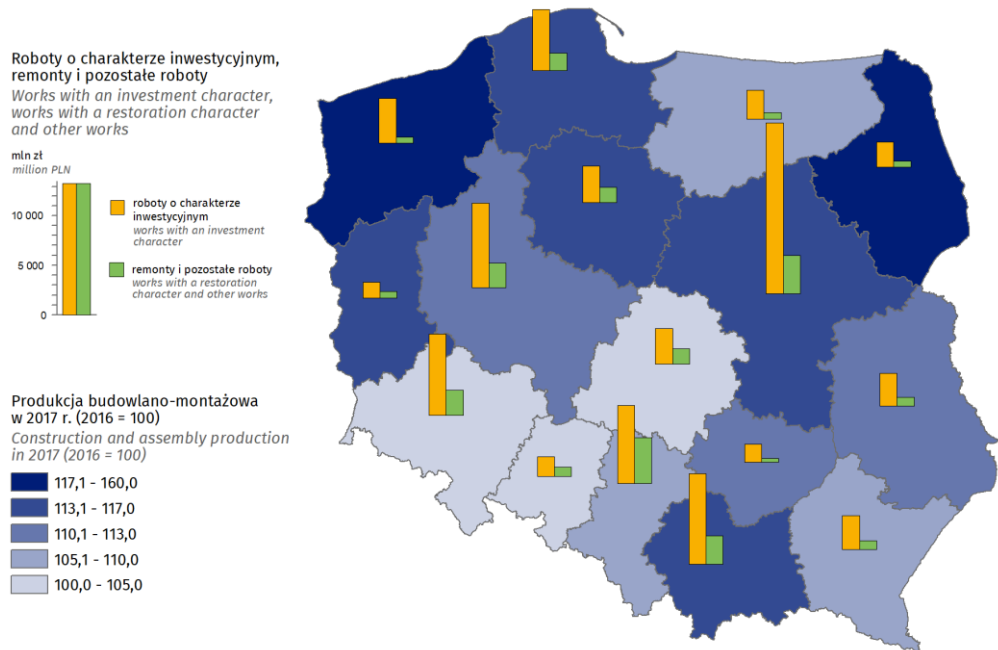 Roboty o charakterze inwestycyjnym,
remonty i pozostałe roboty
Works with an investment character,
works with a restoration character
and other works
mln zł
million PLN
10 000
5 000
0
roboty o charakterze
inwestycyjnym
works with an investment
character
remonty i pozostałe roboty
works with a restoration
character and other works
Produkcja budowlano-montażowa
w 2017 r. (2016 = 100)
Construction and assembly production
in 2017 (2016 = 100)
117,1 - 160,0
113,1 - 117,0
110,1 - 113,0
105,1 - 110,0
100,0 - 105,0